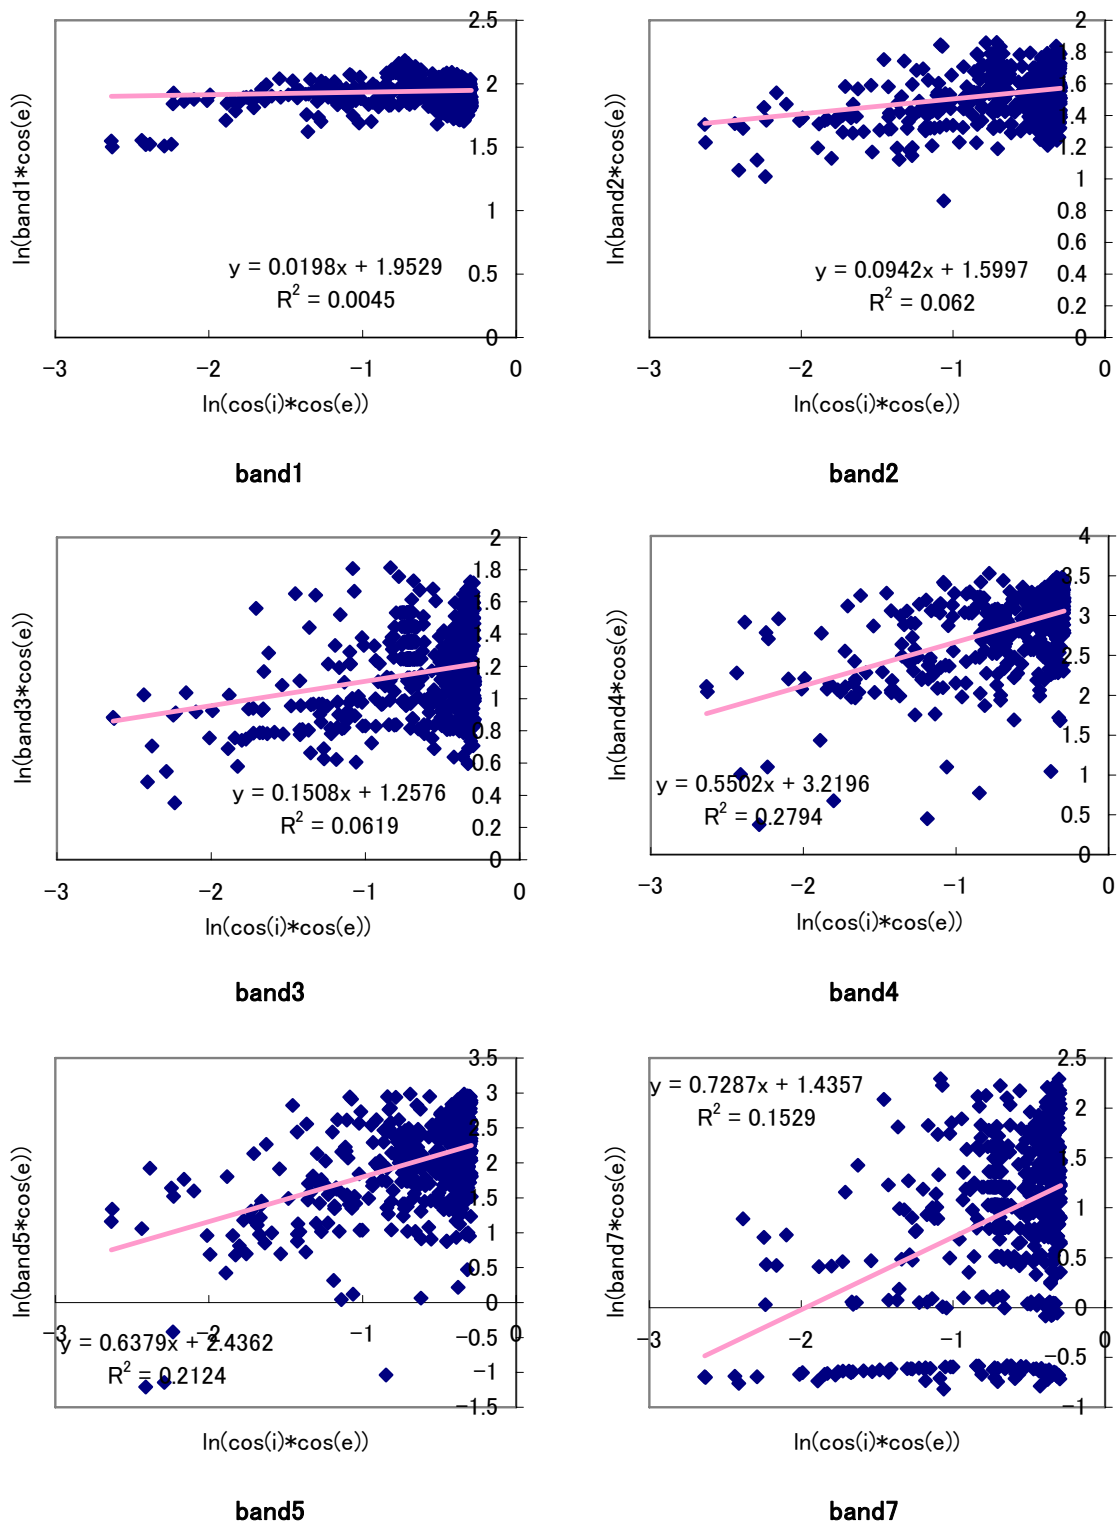 2.5
2
1.5
1
0.5
0
-3 -2 -1 0
ln(band1*cos(e))
y = 0.0198x + 1.9529
R² = 0.0045
ln(cos(i)*cos(e))
band1
2
1.8
1.6
1.4
1.2
1
0.8
0.6
0.4
0.2
0
-3 -2 -1 0
ln(band2*cos(e))
y = 0.0942x + 1.5997
R² = 0.062
ln(cos(i)*cos(e))
band2
2
1.8
1.6
1.4
1.2
1
0.8
0.6
0.4
0.2
0
-3 -2 -1 0
ln(band3*cos(e))
y = 0.1508x + 1.2576
R² = 0.0619
ln(cos(i)*cos(e))
band3
4
3.5
3
2.5
2
1.5
1
0.5
0
-3 -2 -1 0
ln(band4*cos(e))
y = 0.5502x + 3.2196
R² = 0.2794
ln(cos(i)*cos(e))
band4
3.5
3
2.5
2
1.5
1
0.5
0
-0.5
-1
-1.5
-3 -2 -1 0
ln(band5*cos(e))
y = 0.6379x + 2.4362
R² = 0.2124
ln(cos(i)*cos(e))
band5
2.5
2
1.5
1
0.5
0
-0.5
-1
-3 -2 -1 0
ln(band7*cos(e))
y = 0.7287x + 1.4357
R² = 0.1529
ln(cos(i)*cos(e))
band7